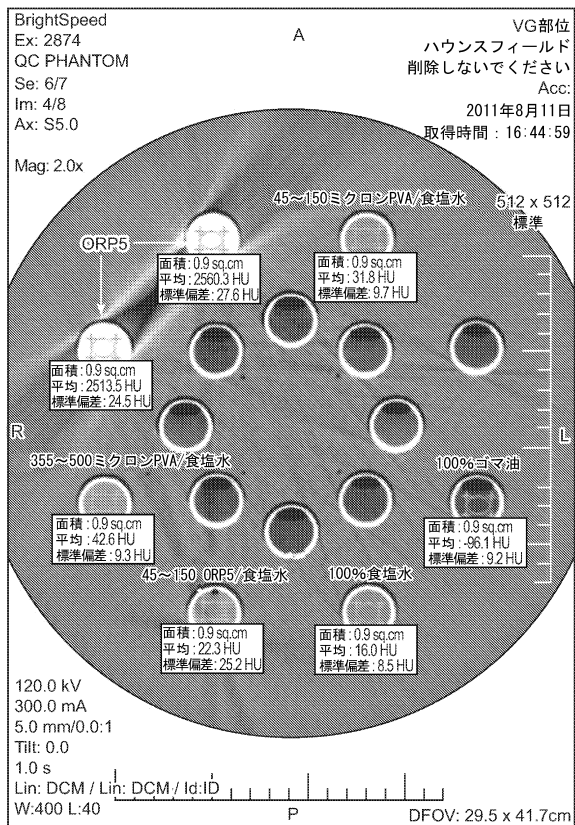 BrightSpeed
Ex: 2874
QC PHANTOM
Se: 6/7
Im: 4/8
Ax: S5.0
Mag: 2.0x
A
VG部位
ハウンスフィールド
削除しないでください
Acc:
2011年8月11日
取得時間：16:44:59
512 x 512
標準
45～150ミクロンPVA/食塩水
ORP5
面積：0.9 sq.cm
平均：2560.3 HU
標準偏差：27.6 HU
面積：0.9 sq.cm
平均：31.8 HU
標準偏差：9.7 HU
面積：0.9 sq.cm
平均：2513.5 HU
標準偏差：24.5 HU
R
L
355～500ミクロンPVA/食塩水
100%ゴマ油
面積：0.9 sq.cm
平均：42.6 HU
標準偏差：9.3 HU
面積：0.9 sq.cm
平均：-96.1 HU
標準偏差：9.2 HU
45～150 ORP5/食塩水
100%食塩水
面積：0.9 sq.cm
平均：22.3 HU
標準偏差：25.2 HU
面積：0.9 sq.cm
平均：16.0 HU
標準偏差：8.5 HU
120.0 kV
300.0 mA
5.0 mm/0.0:1
Tilt: 0.0
1.0 s
Lin: DCM / Lin: DCM / Id:ID
W:400 L:40
P
DFOV: 29.5 x 41.7cm